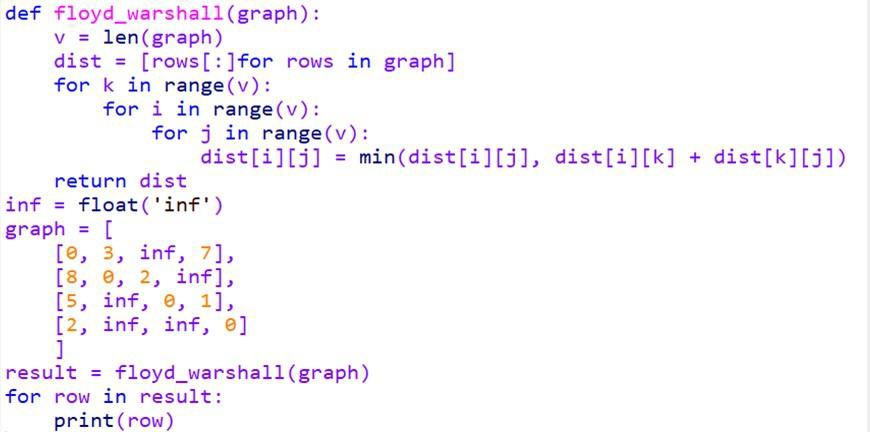 def floyd_warshall(graph):
    v = len(graph)
    dist = [rows[:]for rows in graph]
    for k in range(v):
        for i in range(v):
            for j in range(v):
                dist[i][j] = min(dist[i][j], dist[i][k] + dist[k][j])
    return dist
inf = float('inf')
graph = [
    [0, 3, inf, 7],
    [8, 0, 2, inf],
    [5, inf, 0, 1],
    [2, inf, inf, 0]
    ]
result = floyd_warshall(graph)
for row in result:
    print(row)